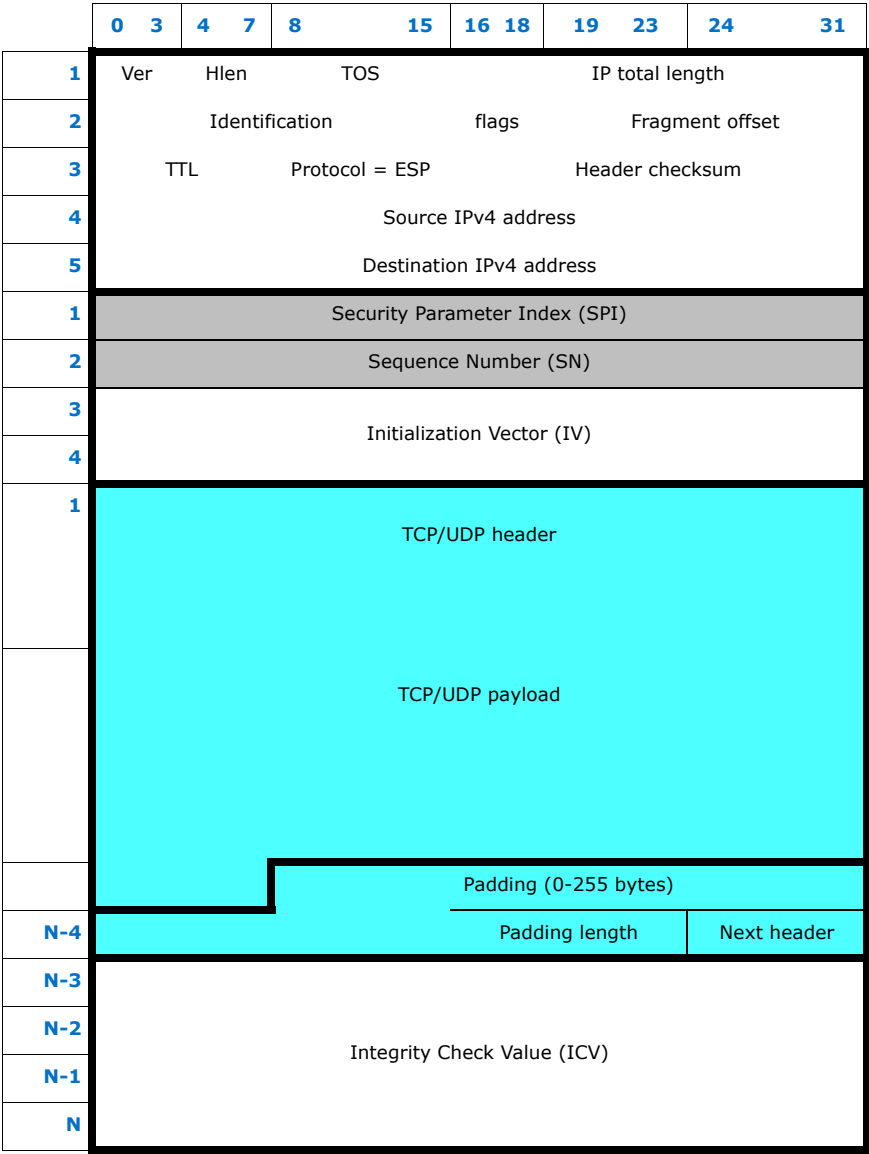 0 3 4 7 8 15 16 18 19 23 24 31
1 Ver Hlen TOS IP total length
2 Identification flags Fragment offset
3 TTL Protocol = ESP Header checksum
4 Source IPv4 address
5 Destination IPv4 address
1 Security Parameter Index (SPI)
2 Sequence Number (SN)
3
Initialization Vector (IV)
4
1
TCP/UDP header
TCP/UDP payload
Padding (0-255 bytes)
N-4 Padding length Next header
N-3
N-2
Integrity Check Value (ICV)
N-1
N